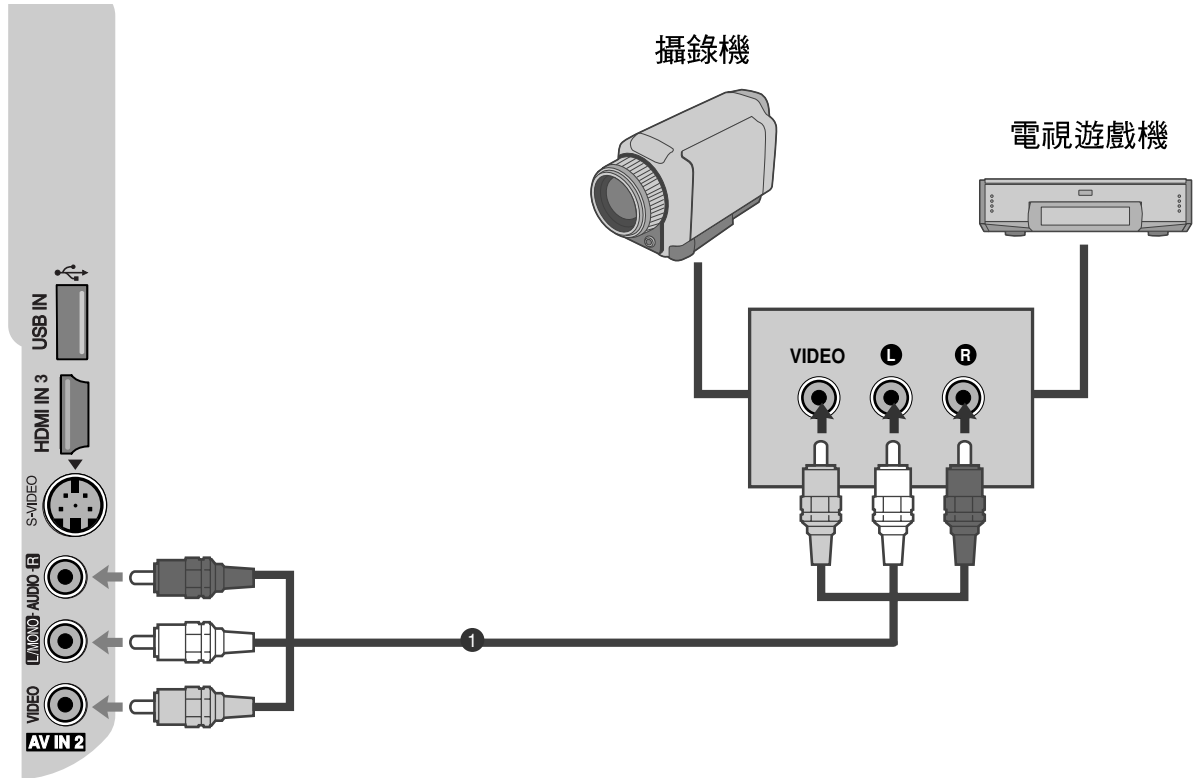 攝錄機
電視遊戲機
VIDEO L R
USB IN
HDMI IN 3
S-VIDEO
L/MONO - AUDIO - R
VIDEO
AV IN 2
1